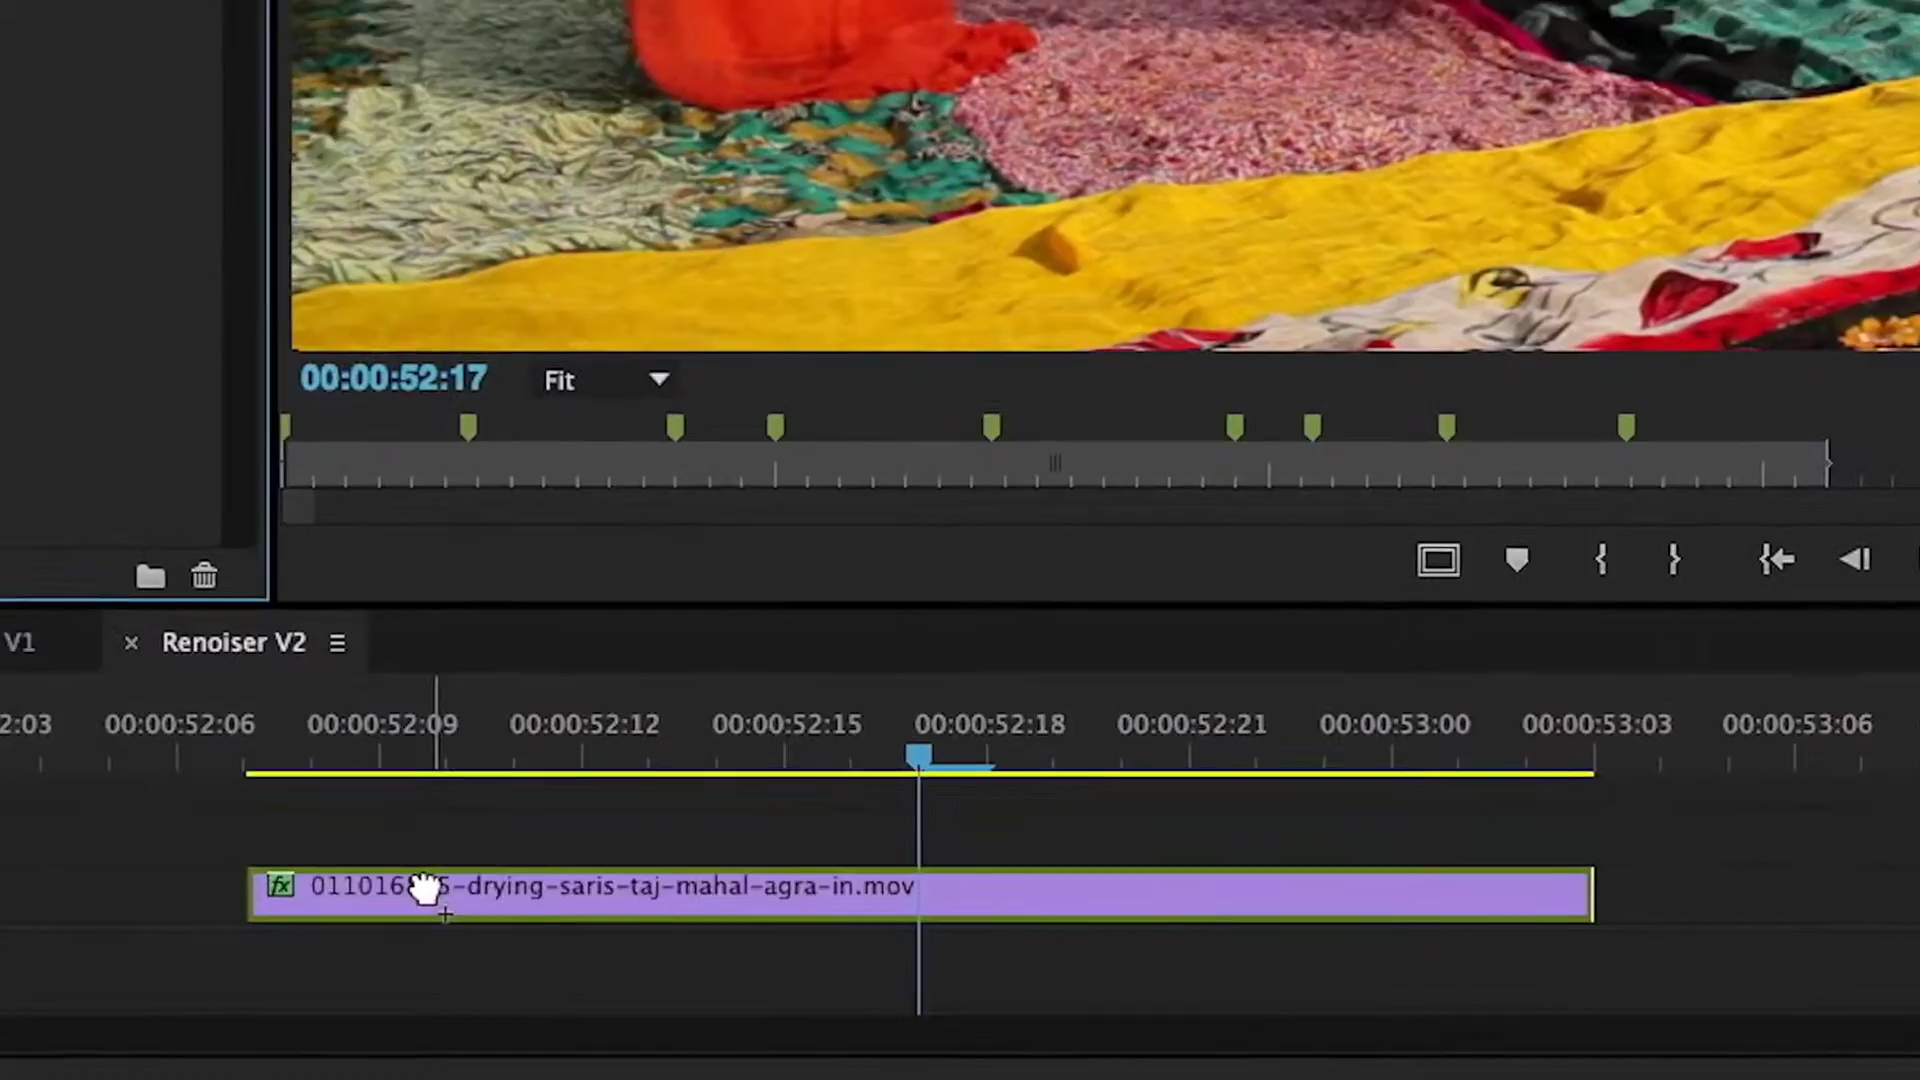 00:00:52:17 Fit
V1 Renoiser V2
2:03 00:00:52:06 00:00:52:09 00:00:52:12 00:00:52:15 00:00:52:18 00:00:52:21 00:00:53:00 00:00:53:03 00:00:53:06
fx -drying-saris-taj-mahal-agra-in.mov